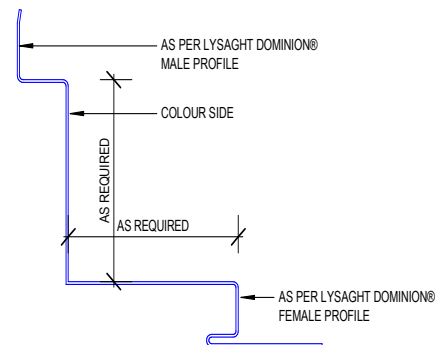 AS PER LYSAGHT DOMINION®
MALE PROFILE
COLOUR SIDE
AS REQUIRED
AS REQUIRED
AS PER LYSAGHT DOMINION®
FEMALE PROFILE